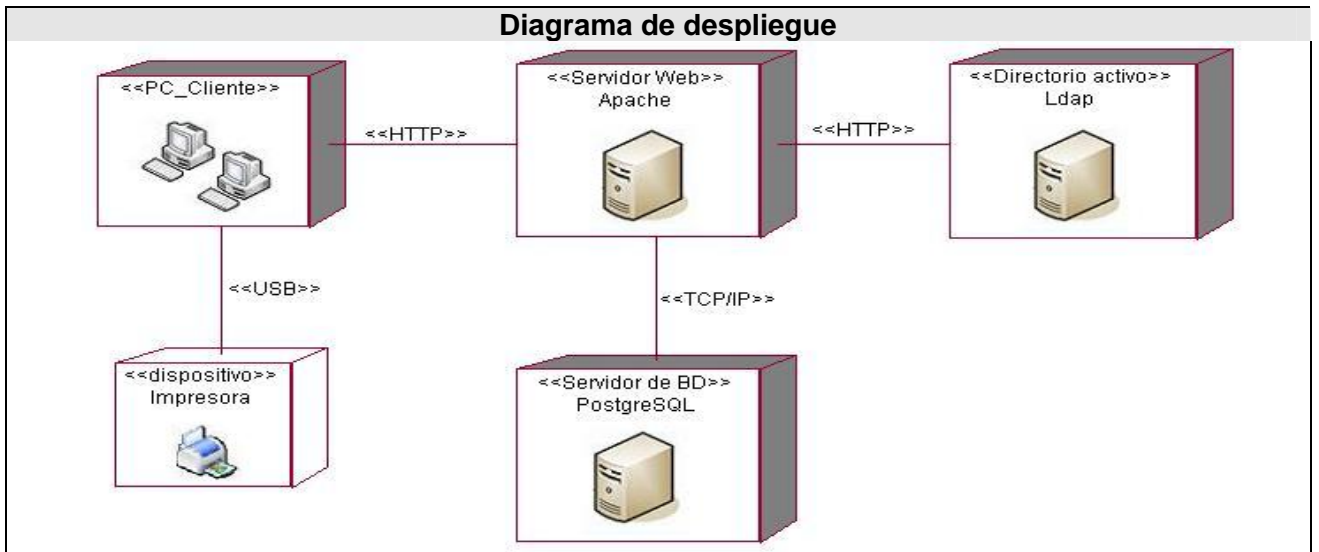 Diagrama de despliegue
<<PC_Cliente>>
<<HTTP>>
<<Servidor Web>>
Apache
<<HTTP>>
<<Directorio activo>>
Ldap
<<USB>>
<<TCP/IP>>
<<dispositivo>>
Impresora
<<Servidor de BD>>
PostgreSQL